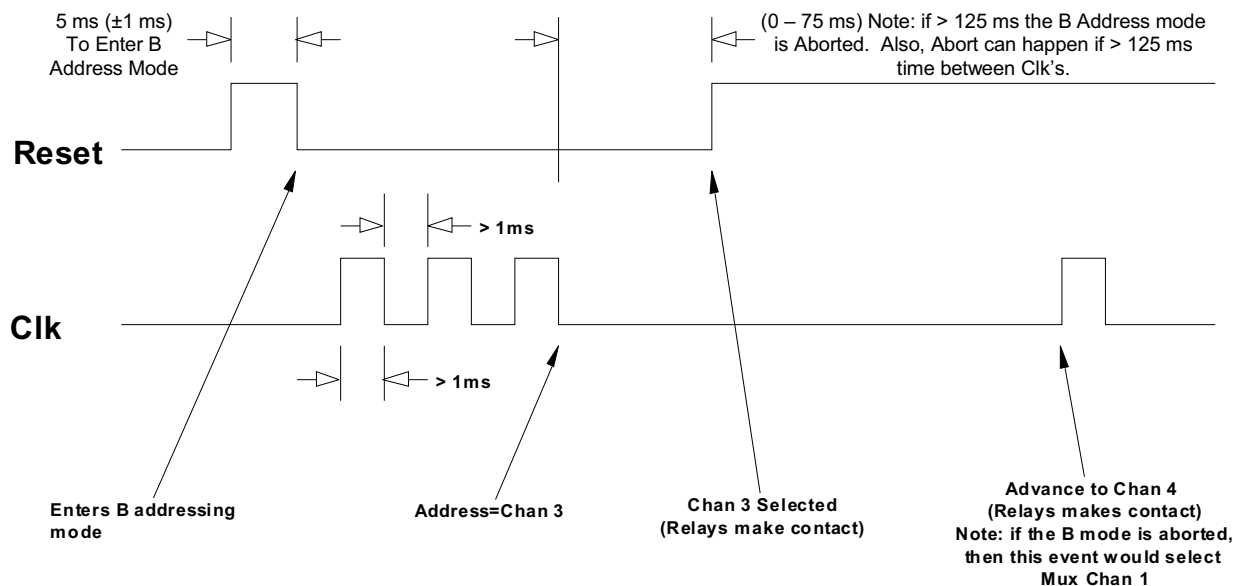 5 ms (±1 ms)
To Enter B
Address Mode
(0 – 75 ms) Note: if > 125 ms the B Address mode
is Aborted. Also, Abort can happen if > 125 ms
time between Clk's.
Reset
> 1ms
Clk
> 1ms
Enters B addressing
mode
Address=Chan 3
Chan 3 Selected
(Relays make contact)
Advance to Chan 4
(Relays makes contact)
Note: if the B mode is aborted,
then this event would select
Mux Chan 1